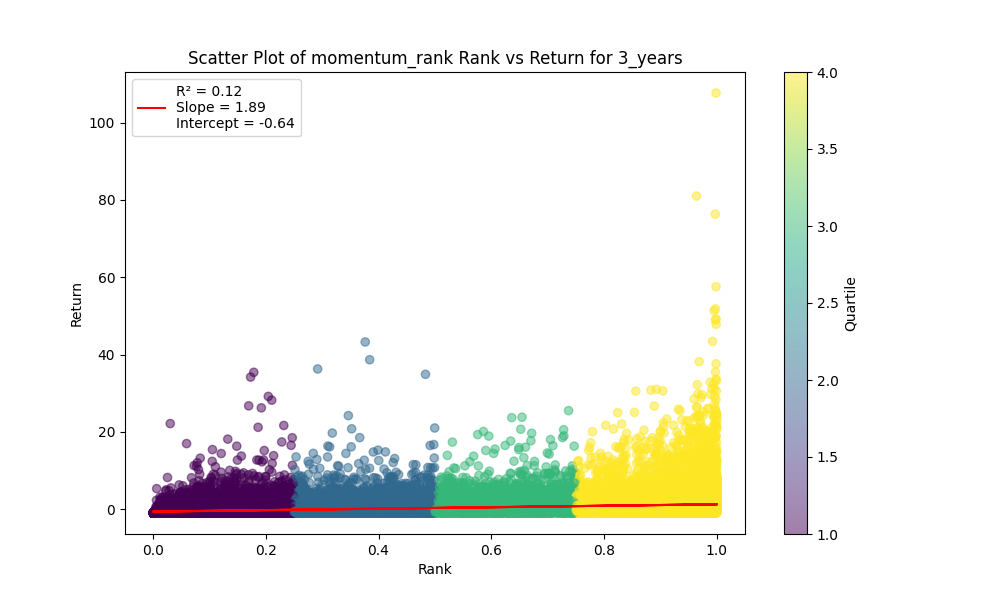 Scatter Plot of momentum_rank Rank vs Return for 3_years
R² = 0.12
Slope = 1.89
Intercept = -0.64
100
80
60
40
20
0
Return
0.0 0.2 0.4 0.6 0.8 1.0
Rank
4.0
3.5
3.0
2.5
2.0
1.5
1.0
Quartile